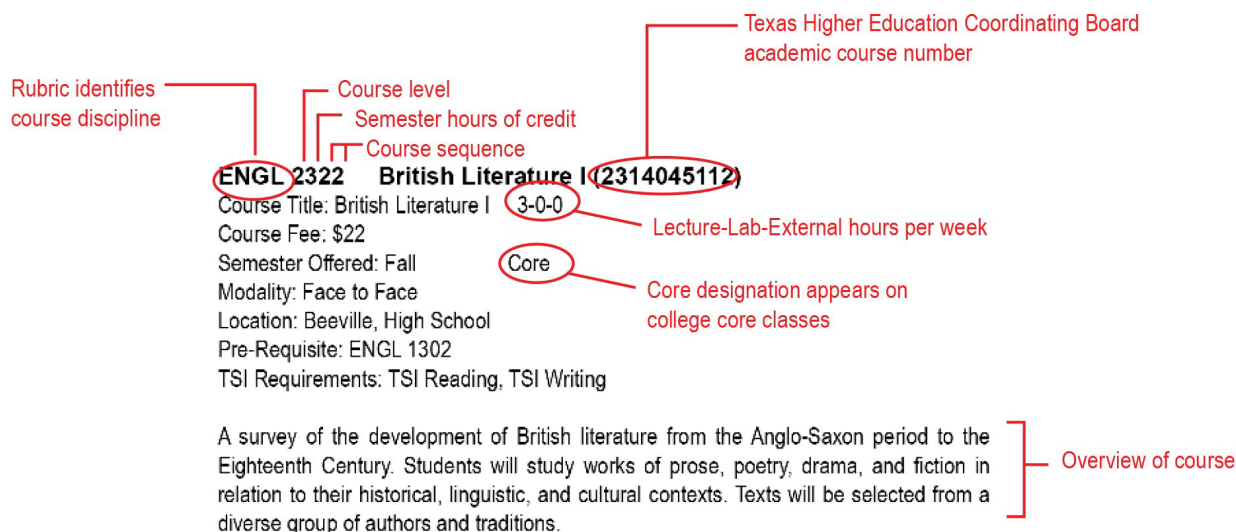 Texas Higher Education Coordinating Board
academic course number
Rubric identifies
course discipline
Course level
Semester hours of credit
Course sequence
ENGL 2322 British Literature I (2314045112)
Course Title: British Literature I 3-0-0
Lecture-Lab-External hours per week
Course Fee: $22
Semester Offered: Fall Core
Modality: Face to Face
Core designation appears on
college core classes
Location: Beeville, High School
Pre-Requisite: ENGL 1302
TSI Requirements: TSI Reading, TSI Writing
A survey of the development of British literature from the Anglo-Saxon period to the
Eighteenth Century. Students will study works of prose, poetry, drama, and fiction in
relation to their historical, linguistic, and cultural contexts. Texts will be selected from a
diverse group of authors and traditions.
Overview of course